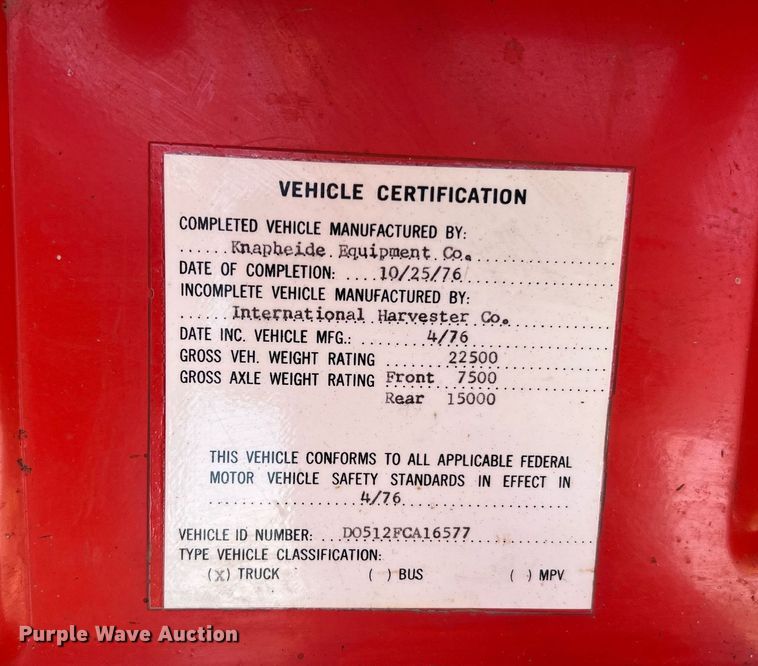 VEHICLE CERTIFICATION
COMPLETED VEHICLE MANUFACTURED BY:
Knapheide Equipment Co.
DATE OF COMPLETION: 10/25/76
INCOMPLETE VEHICLE MANUFACTURED BY:
International Harvester Co.
DATE INC. VEHICLE MFG.: 4/76
GROSS VEH. WEIGHT RATING 22500
GROSS AXLE WEIGHT RATING Front 7500
Rear 15000
THIS VEHICLE CONFORMS TO ALL APPLICABLE FEDERAL
MOTOR VEHICLE SAFETY STANDARDS IN EFFECT IN
4/76
VEHICLE ID NUMBER: D0512FCA16577
TYPE VEHICLE CLASSIFICATION:
(X) TRUCK ( ) BUS ( ) MPV
Purple Wave Auction